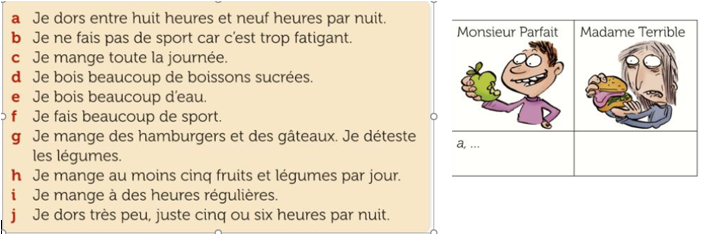 a Je dors entre huit heures et neuf heures par nuit.
b Je ne fais pas de sport car c'est trop fatigant.
c Je mange toute la journée.
d Je bois beaucoup de boissons sucrées.
e Je bois beaucoup d'eau.
f Je fais beaucoup de sport.
g Je mange des hamburgers et des gâteaux. Je déteste
les légumes.
h Je mange au moins cinq fruits et légumes par jour.
i Je mange à des heures régulières.
j Je dors très peu, juste cinq ou six heures par nuit.
Monsieur Parfait
Madame Terrible
a, ...